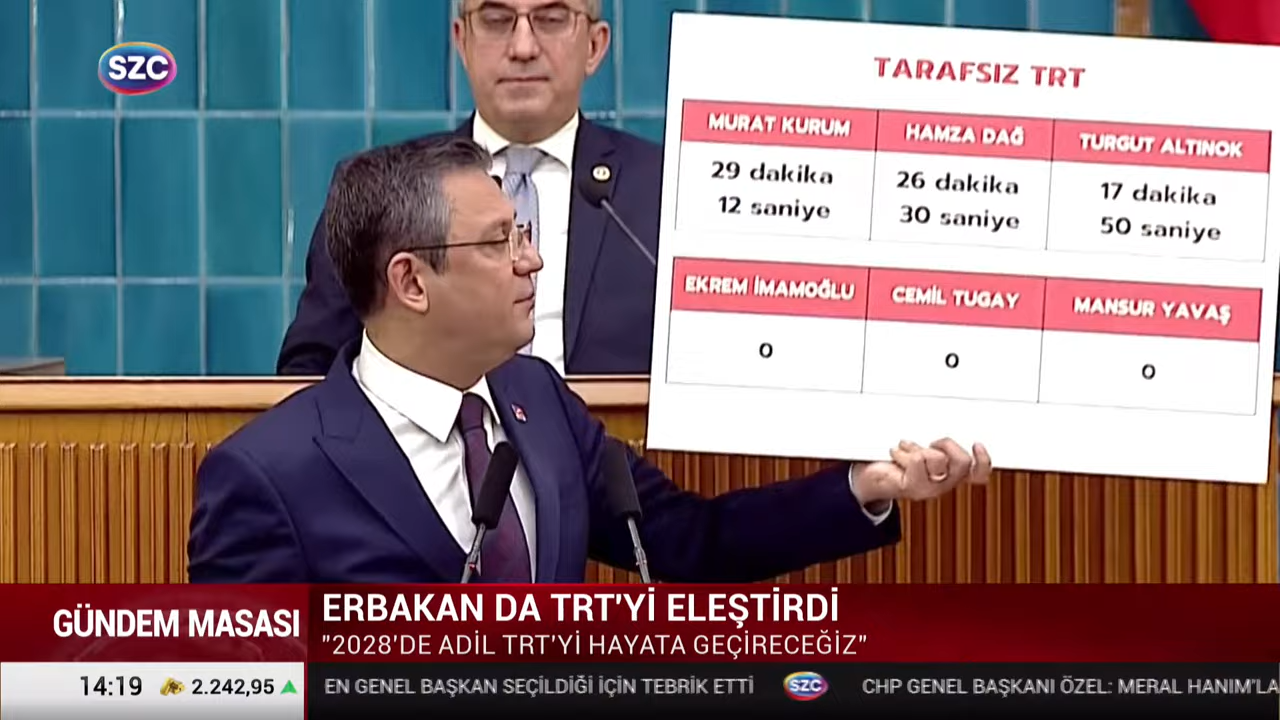 SZC
TARAFSIZ TRT
MURAT KURUM
HAMZA DAĞ
TURGUT ALTINOK
29 dakika
12 saniye
26 dakika
30 saniye
17 dakika
50 saniye
EKREM İMAMOĞLU
CEMİL TUGAY
MANSUR YAVAŞ
0
0
0
GÜNDEM MASASI
ERBAKAN DA TRT'Yİ ELEŞTİRDİ
"2028'DE ADİL TRT'Yİ HAYATA GEÇİRECEĞİZ"
14:19
2.242,95
EN GENEL BAŞKAN SEÇİLDİĞİ İÇİN TEBRİK ETTİ
SZC
CHP GENEL BAŞKANI ÖZEL: MERAL HANIM'LA